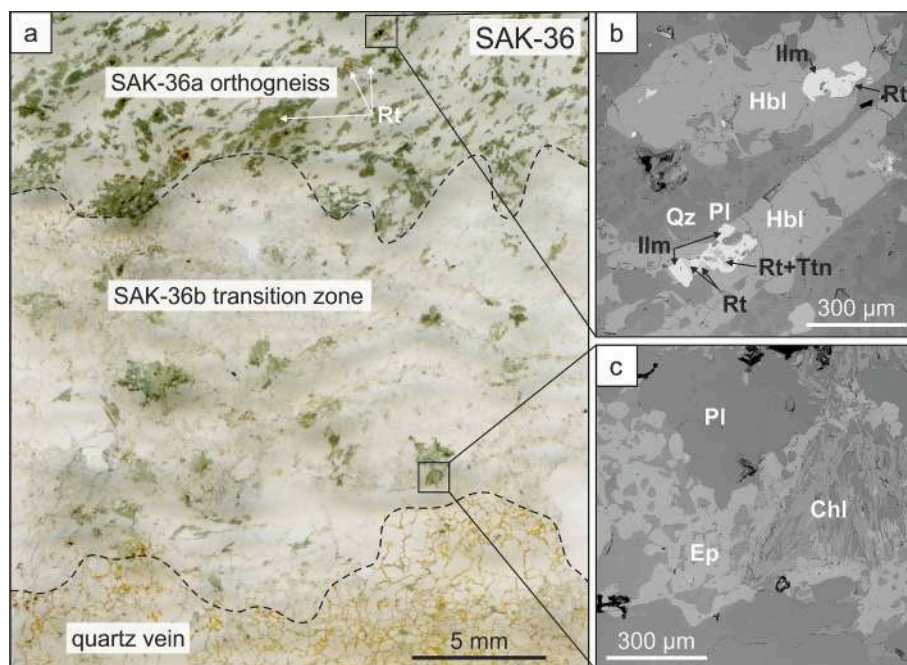 a
SAK-36
SAK-36a orthogneiss
Rt
SAK-36b transition zone
quartz vein
5 mm
b
Ilm
Rt
Hbl
Qz
Pl
Hbl
Ilm
Rt+Ttn
Rt
300 µm
c
Pl
Chl
Ep
300 µm